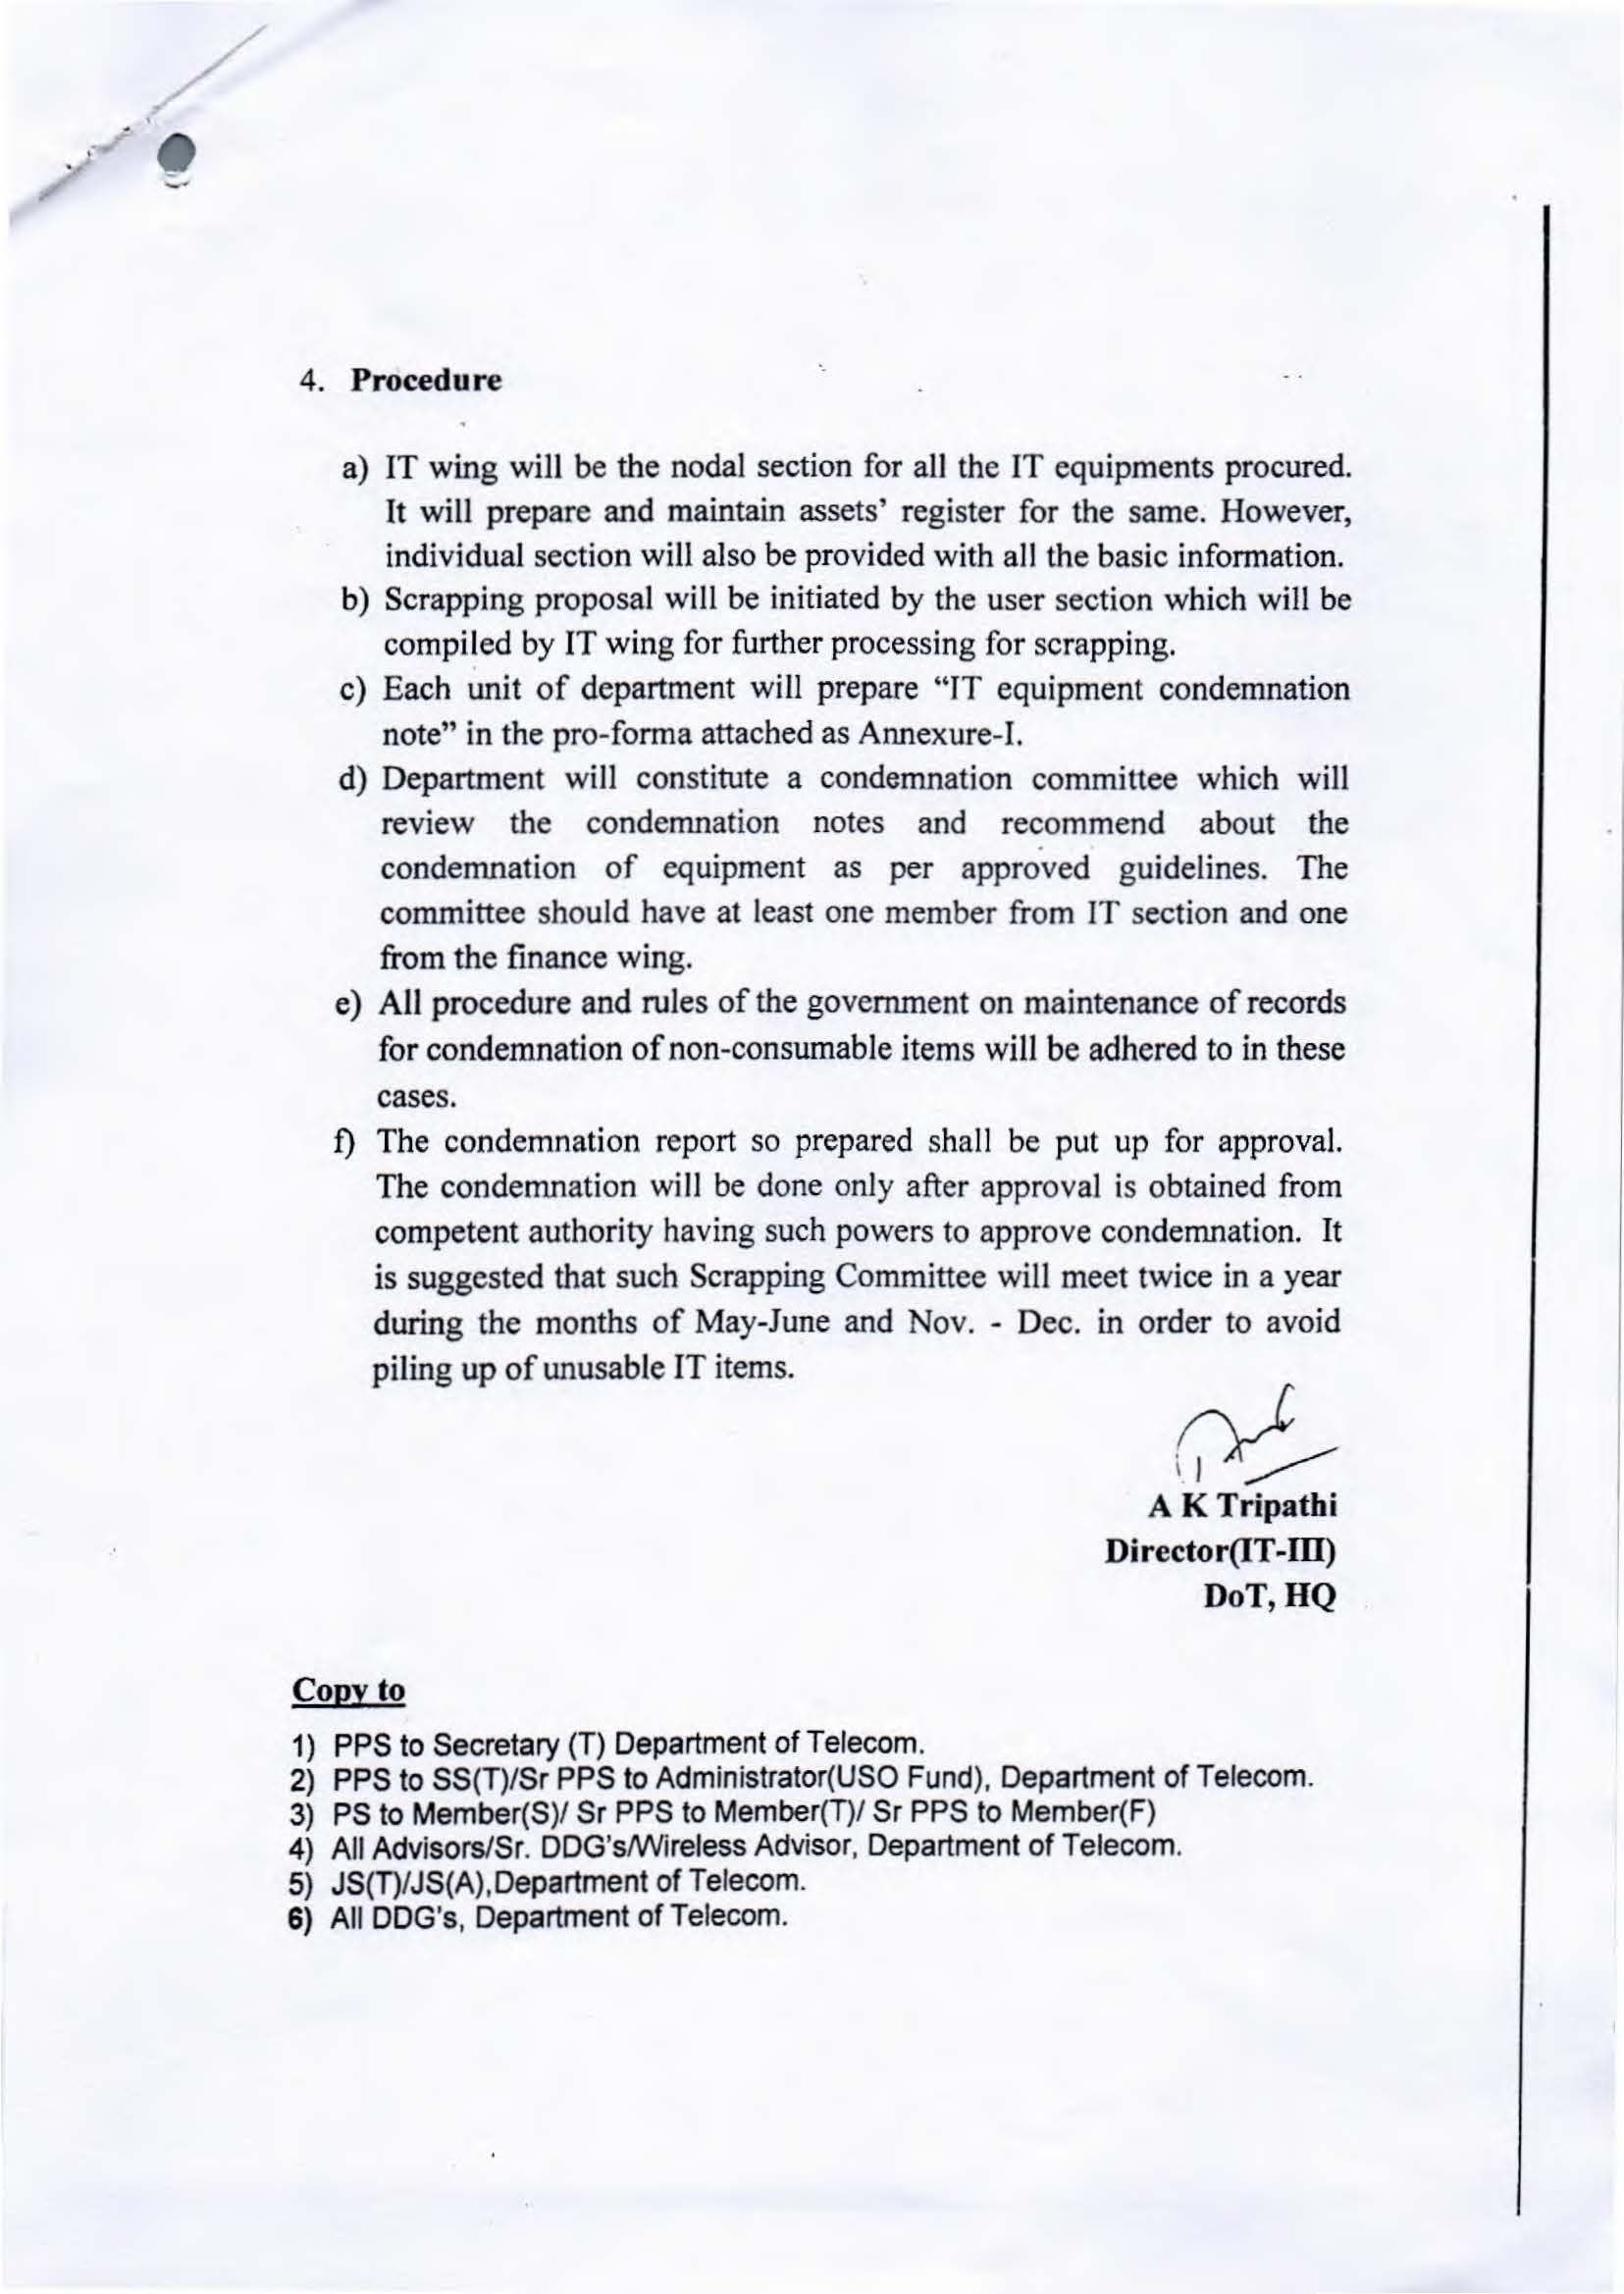 4. Procedure
a) IT wing will be the nodal section for all the IT equipments procured.
It will prepare and maintain assets’ register for the same. However,
individual section will also be provided with all the basic information.
b) Scrapping proposal will be initiated by the user section which will be
compiled by IT wing for further processing for scrapping.
c) Each unit of department will prepare “IT equipment condemnation
note” in the pro-forma attached as Annexure-I.
d) Department will constitute a condemnation committee which will
review the condemnation notes and recommend about the
condemnation of equipment as per approved guidelines. The
committee should have at least one member from IT section and one
from the finance wing.
e) All procedure and rules of the government on maintenance of records
for condemnation of non-consumable items will be adhered to in these
cases.
f) The condemnation report so prepared shall be put up for approval.
The condemnation will be done only after approval is obtained from
competent authority having such powers to approve condemnation. It
is suggested that such Scrapping Committee will meet twice in a year
during the months of May-June and Nov. - Dec. in order to avoid
piling up of unusable IT items.
A K Tripathi
Director(IT-III)
DoT, HQ
Copy to
1) PPS to Secretary (T) Department of Telecom.
2) PPS to SS(T)/Sr PPS to Administrator(USO Fund), Department of Telecom.
3) PS to Member(S)/ Sr PPS to Member(T)/ Sr PPS to Member(F)
4) All Advisors/Sr. DDG's/Wireless Advisor, Department of Telecom.
5) JS(T)/JS(A),Department of Telecom.
6) All DDG's, Department of Telecom.